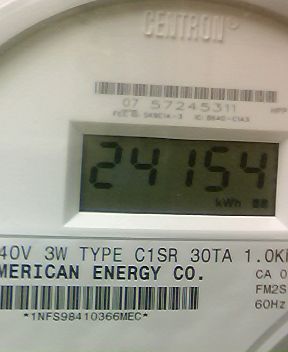 CENTRON®
07 57245311
24154
kWh 88
40V 3W TYPE C1SR 30TA 1.0K
MERICAN ENERGY CO.
CA 0
FM2S
60Hz
*1NFS98410366MEC*